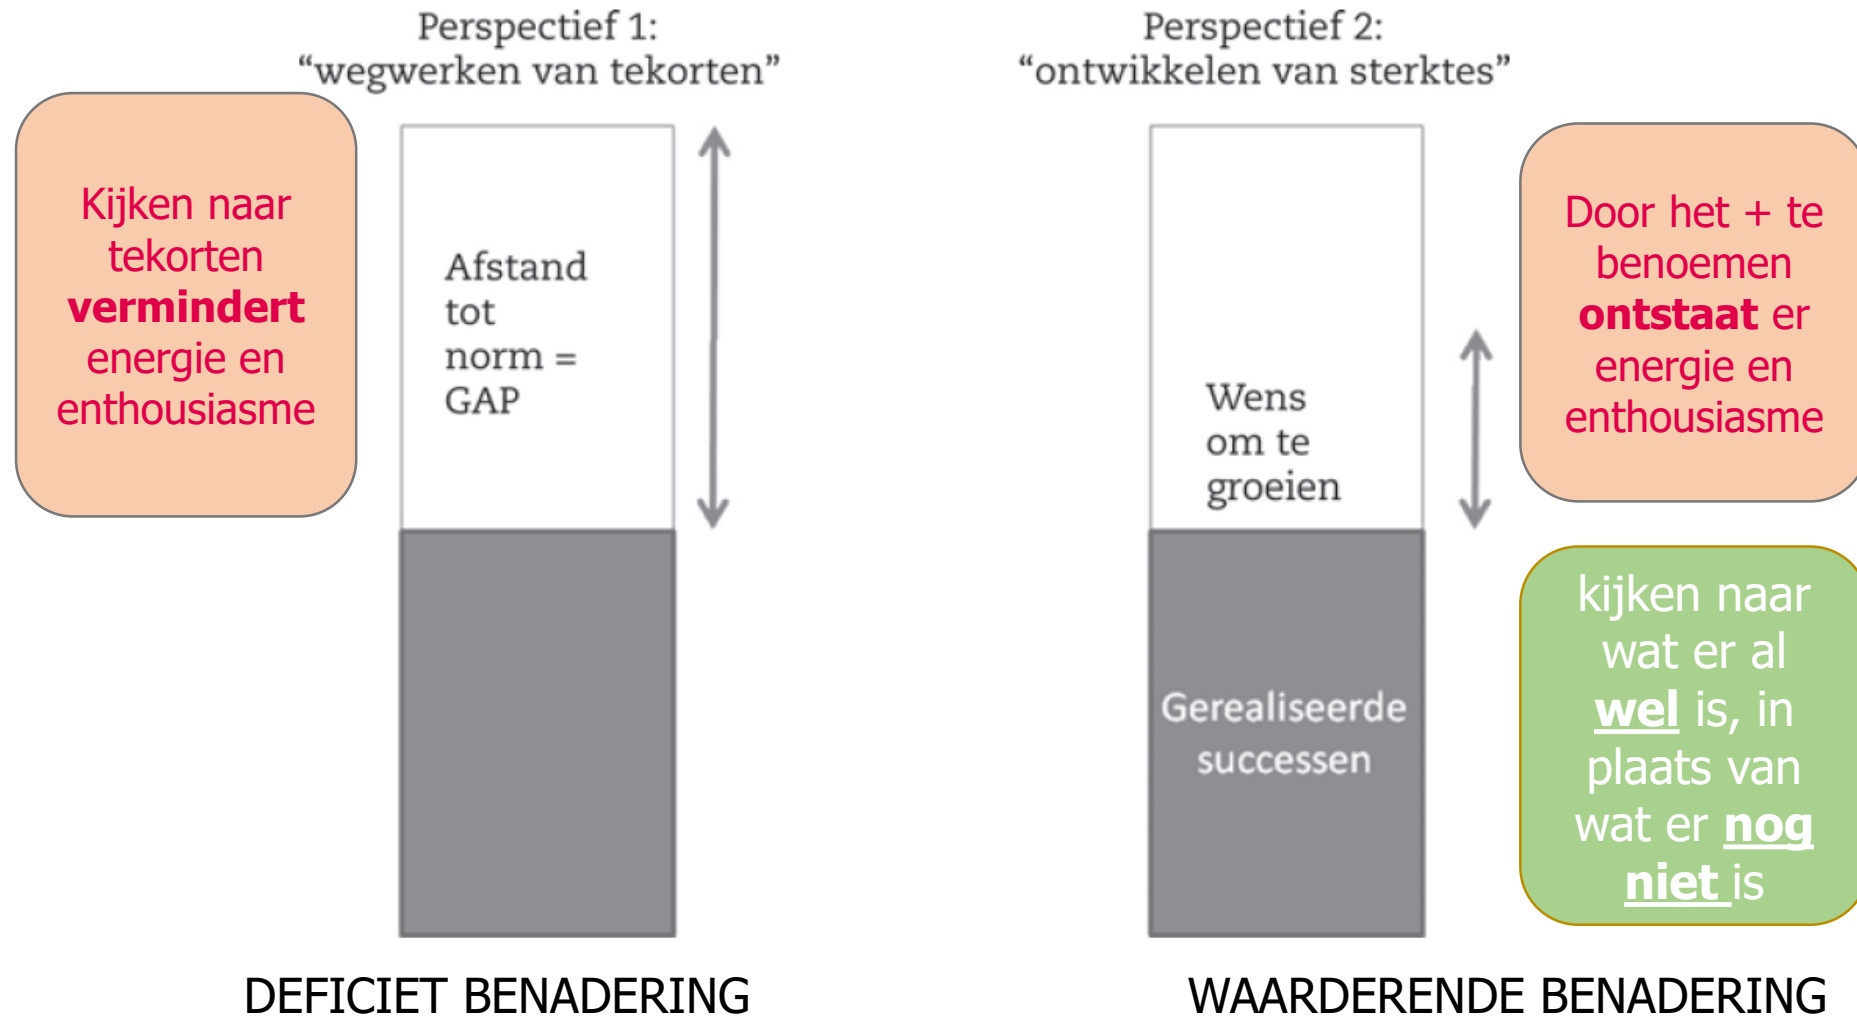 Perspectief 1:
“wegwerken van tekorten”
Kijken naar
tekorten
vermindert
energie en
enthousiasme
Afstand
tot
norm =
GAP
DEFICIET BENADERING
Perspectief 2:
“ontwikkelen van sterktes”
Wens
om te
groeien
Gerealiseerde
successen
Door het + te
benoemen
ontstaat er
energie en
enthousiasme
kijken naar
wat er al
wel is, in
plaats van
wat er nog
niet is
WAARDERENDE BENADERING